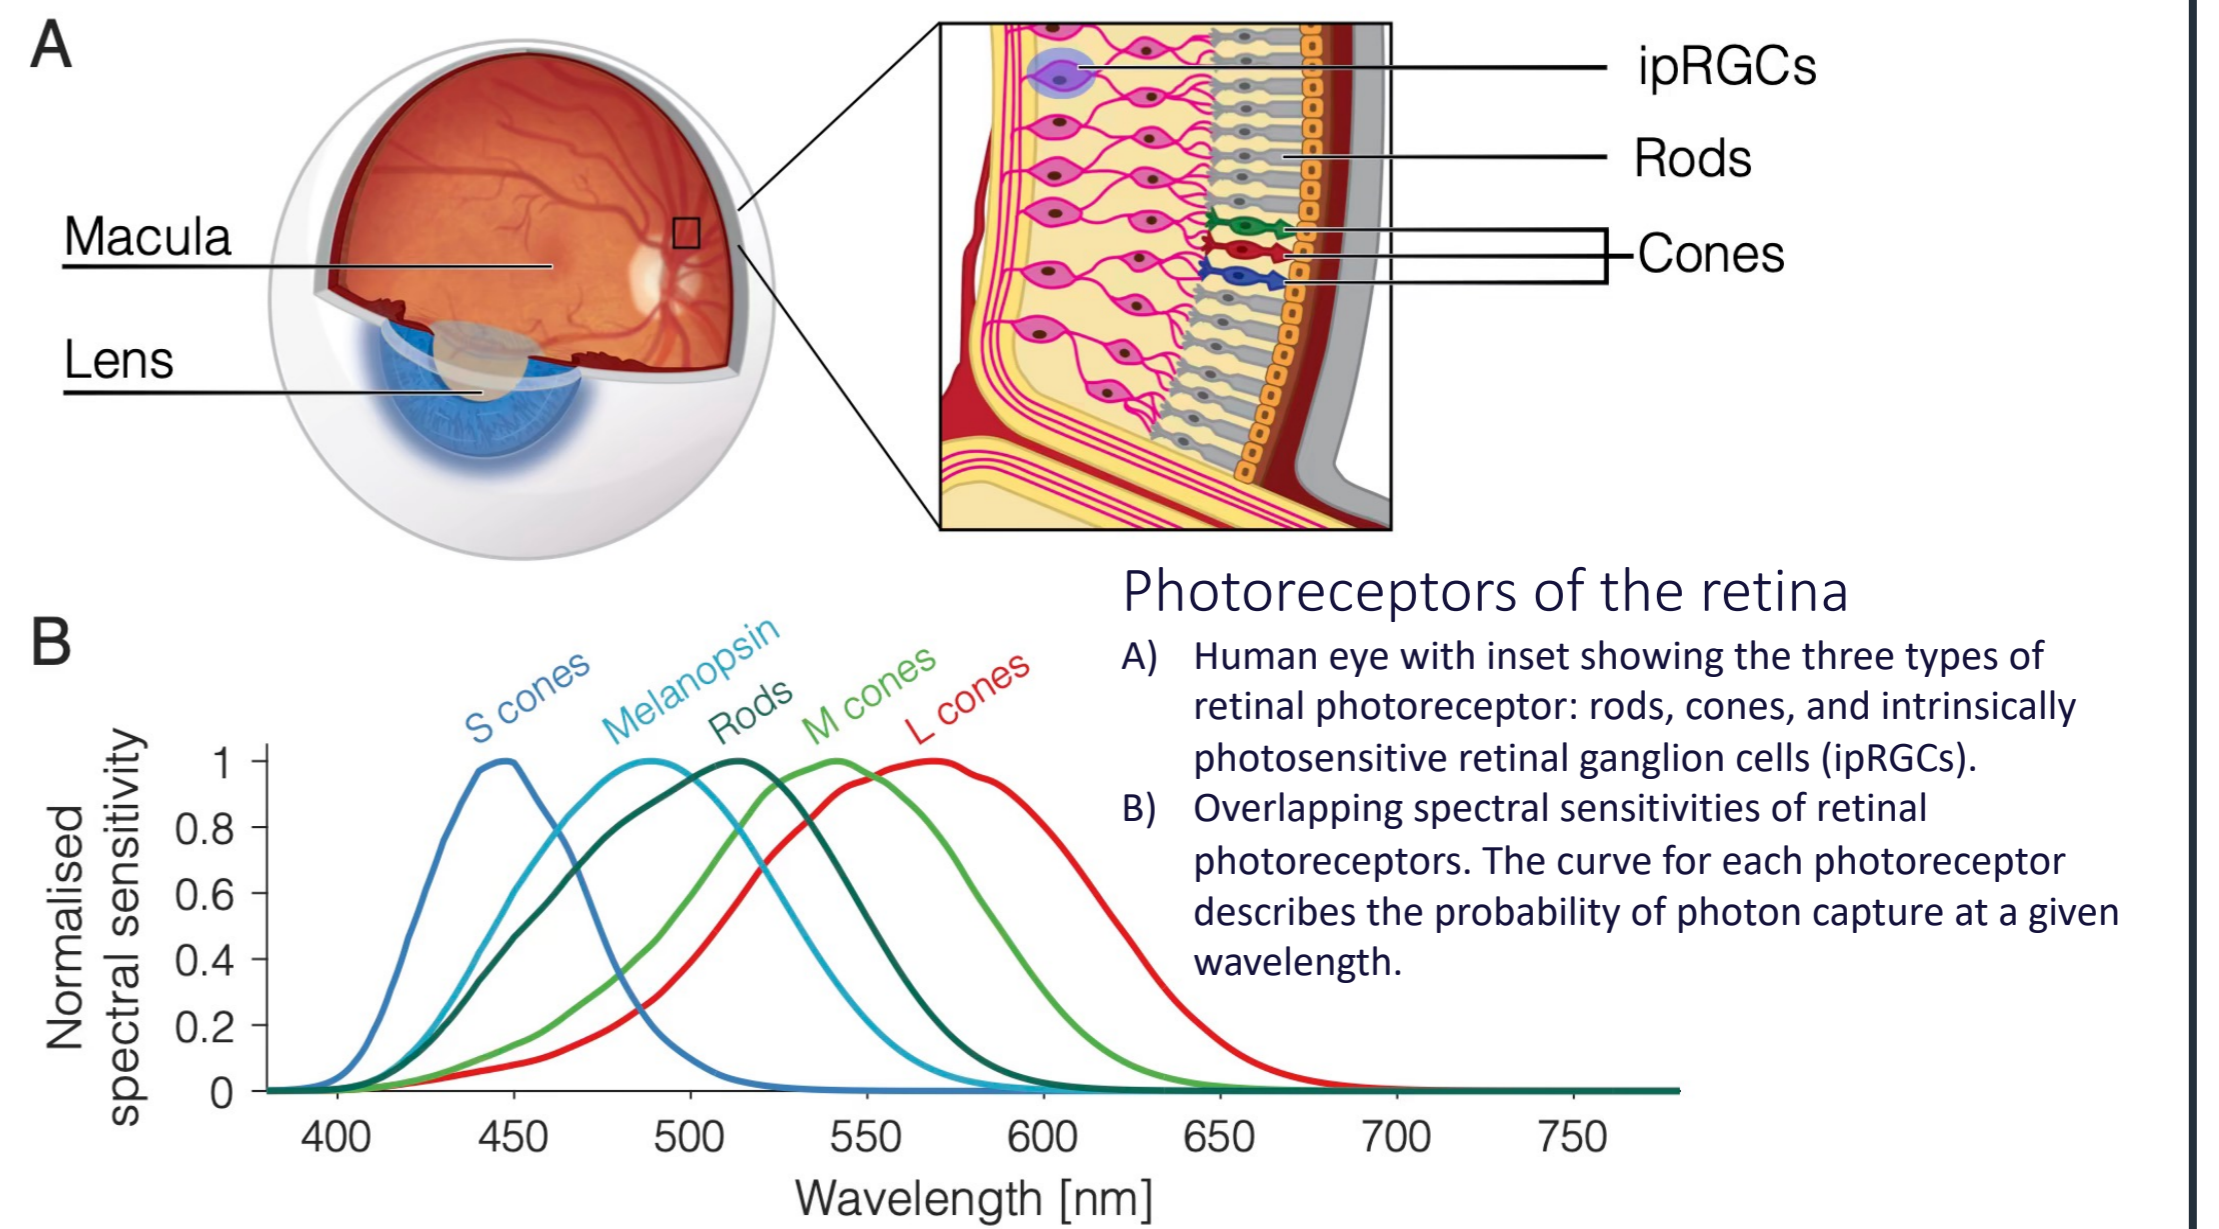 A
ipRGCs
Rods
Macula
Cones
Lens
Photoreceptors of the retina
A) Human eye with inset showing the three types of
retinal photoreceptor: rods, cones, and intrinsically
photosensitive retinal ganglion cells (ipRGCs).
B) Overlapping spectral sensitivities of retinal
photoreceptors. The curve for each photoreceptor
describes the probability of photon capture at a given
wavelength.
B
S cones
Melanopsin
Rods
M cones
L cones
Normalised
spectral sensitivity
1
0.8
0.6
0.4
0.2
0
400 450 500 550 600 650 700 750
Wavelength [nm]